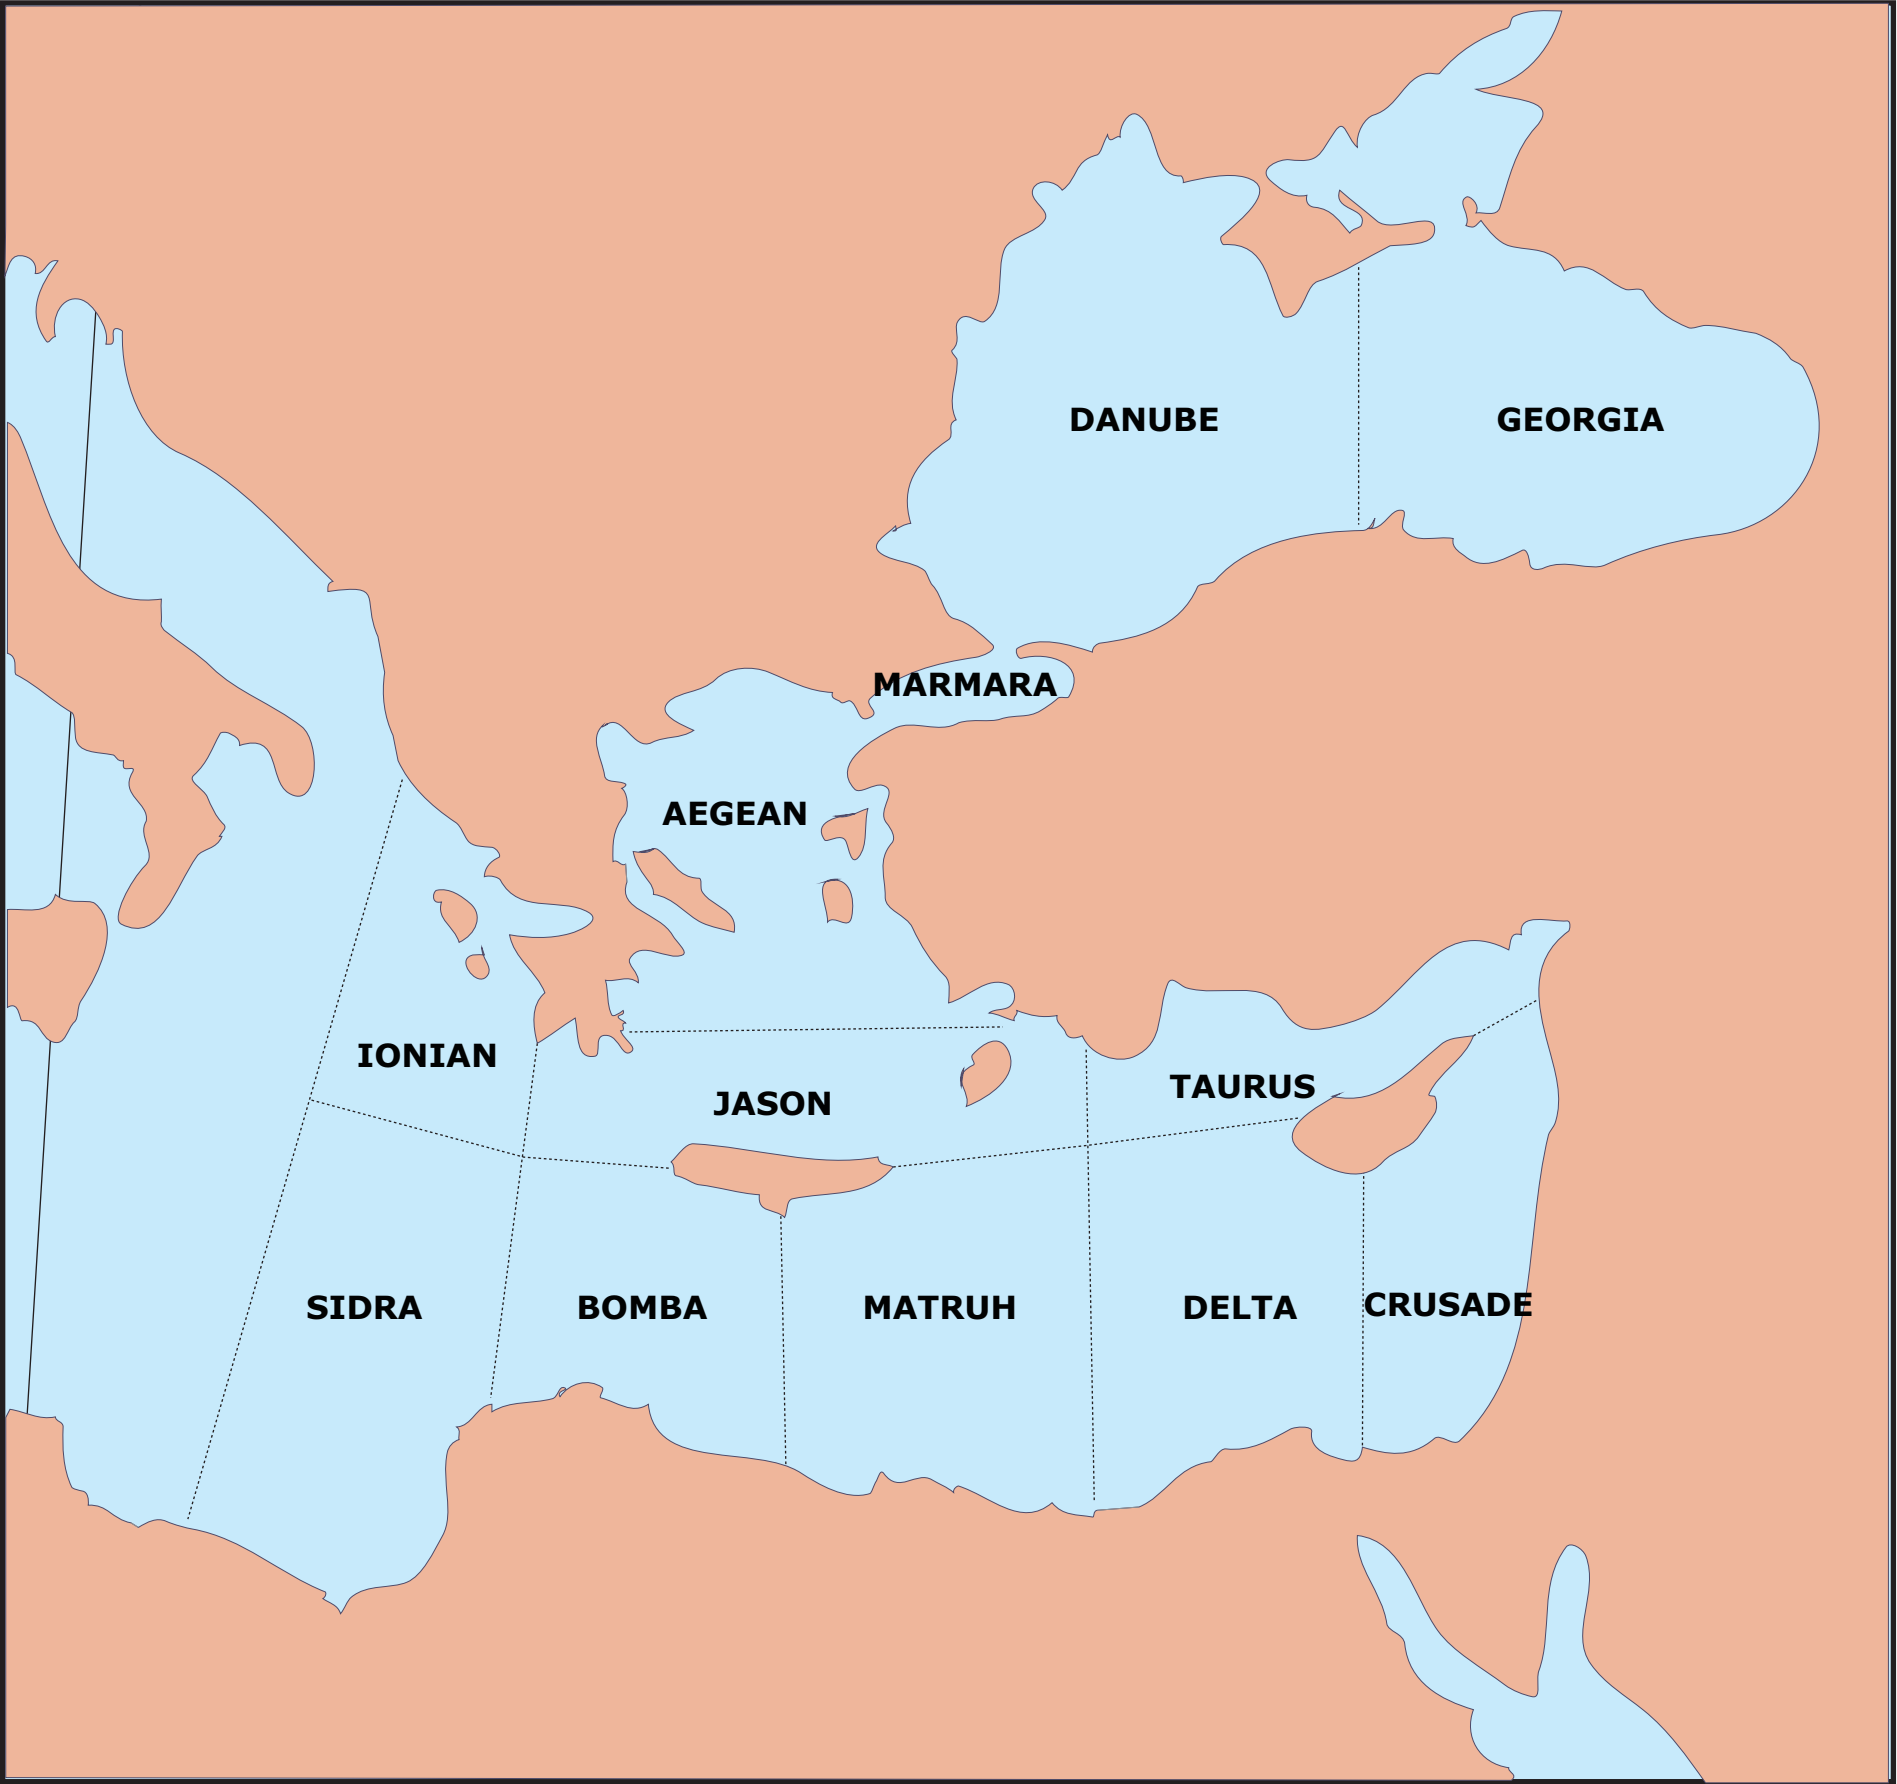 DANUBE
GEORGIA
MARMARA
AEGEAN
IONIAN
JASON
TAURUS
SIDRA
BOMBA
MATRUH
DELTA
CRUSADE